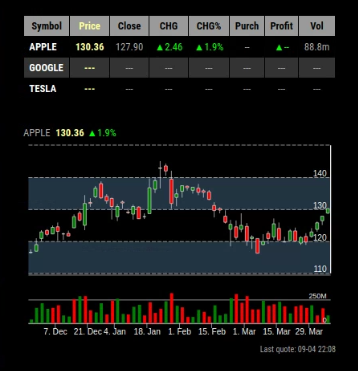 Symbol Price Close CHG CHG% Purch Profit Vol
APPLE 130.36 127.90 ▲2.46 ▲1.9% -- ▲-- 88.8m
GOOGLE ---
TESLA ---
APPLE 130.36 ▲1.9%
140
130
120
110
250M
0
7. Dec 21. Dec 4. Jan 18. Jan 1. Feb 15. Feb 1. Mar 15. Mar 29. Mar
Last quote: 09-04 22:08